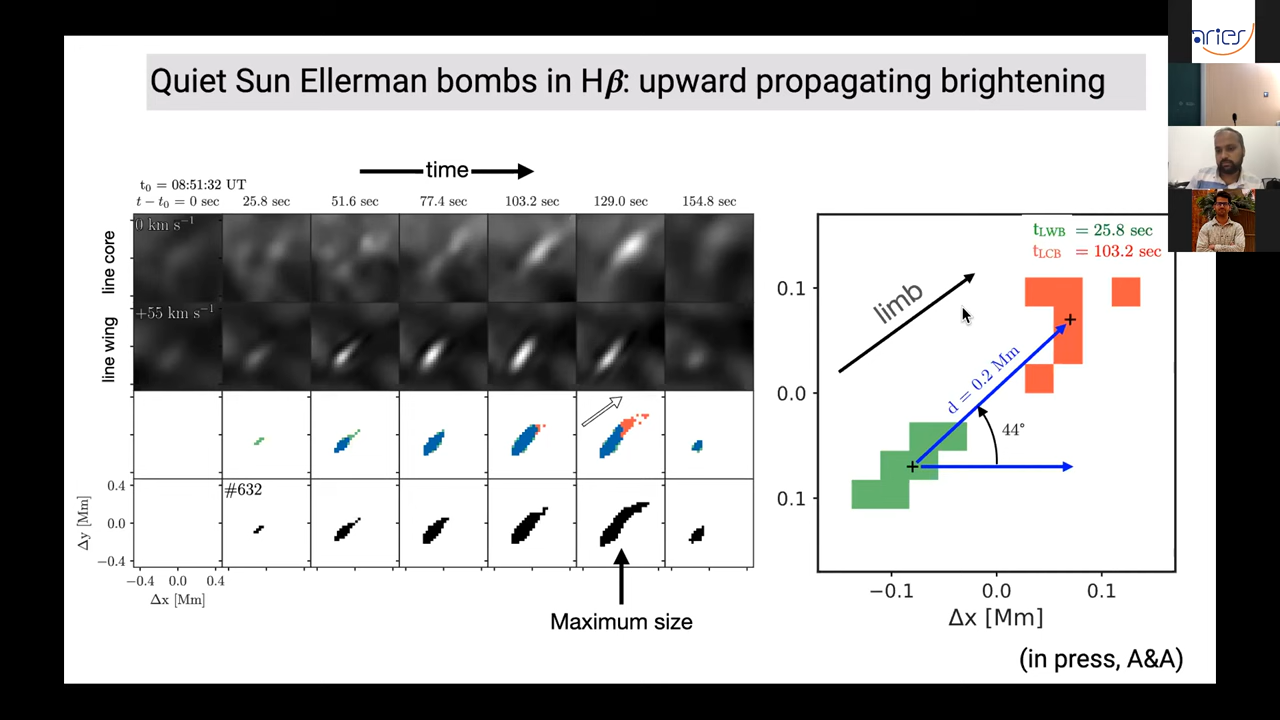 aries
Quiet Sun Ellerman bombs in Hβ: upward propagating brightening
time
t₀ = 08:51:32 UT
t − t₀ = 0 sec 25.8 sec 51.6 sec 77.4 sec 103.2 sec 129.0 sec 154.8 sec
line core
0 km s⁻¹
line wing
+55 km s⁻¹
#632
Δy [Mm]
0.4
0.0
−0.4
−0.4 0.0 0.4
Δx [Mm]
Maximum size
tLWB = 25.8 sec
tLCB = 103.2 sec
limb
d = 0.2 Mm
44°
0.1
0.0
0.1
−0.1 0.0 0.1
Δx [Mm]
(in press, A&A)